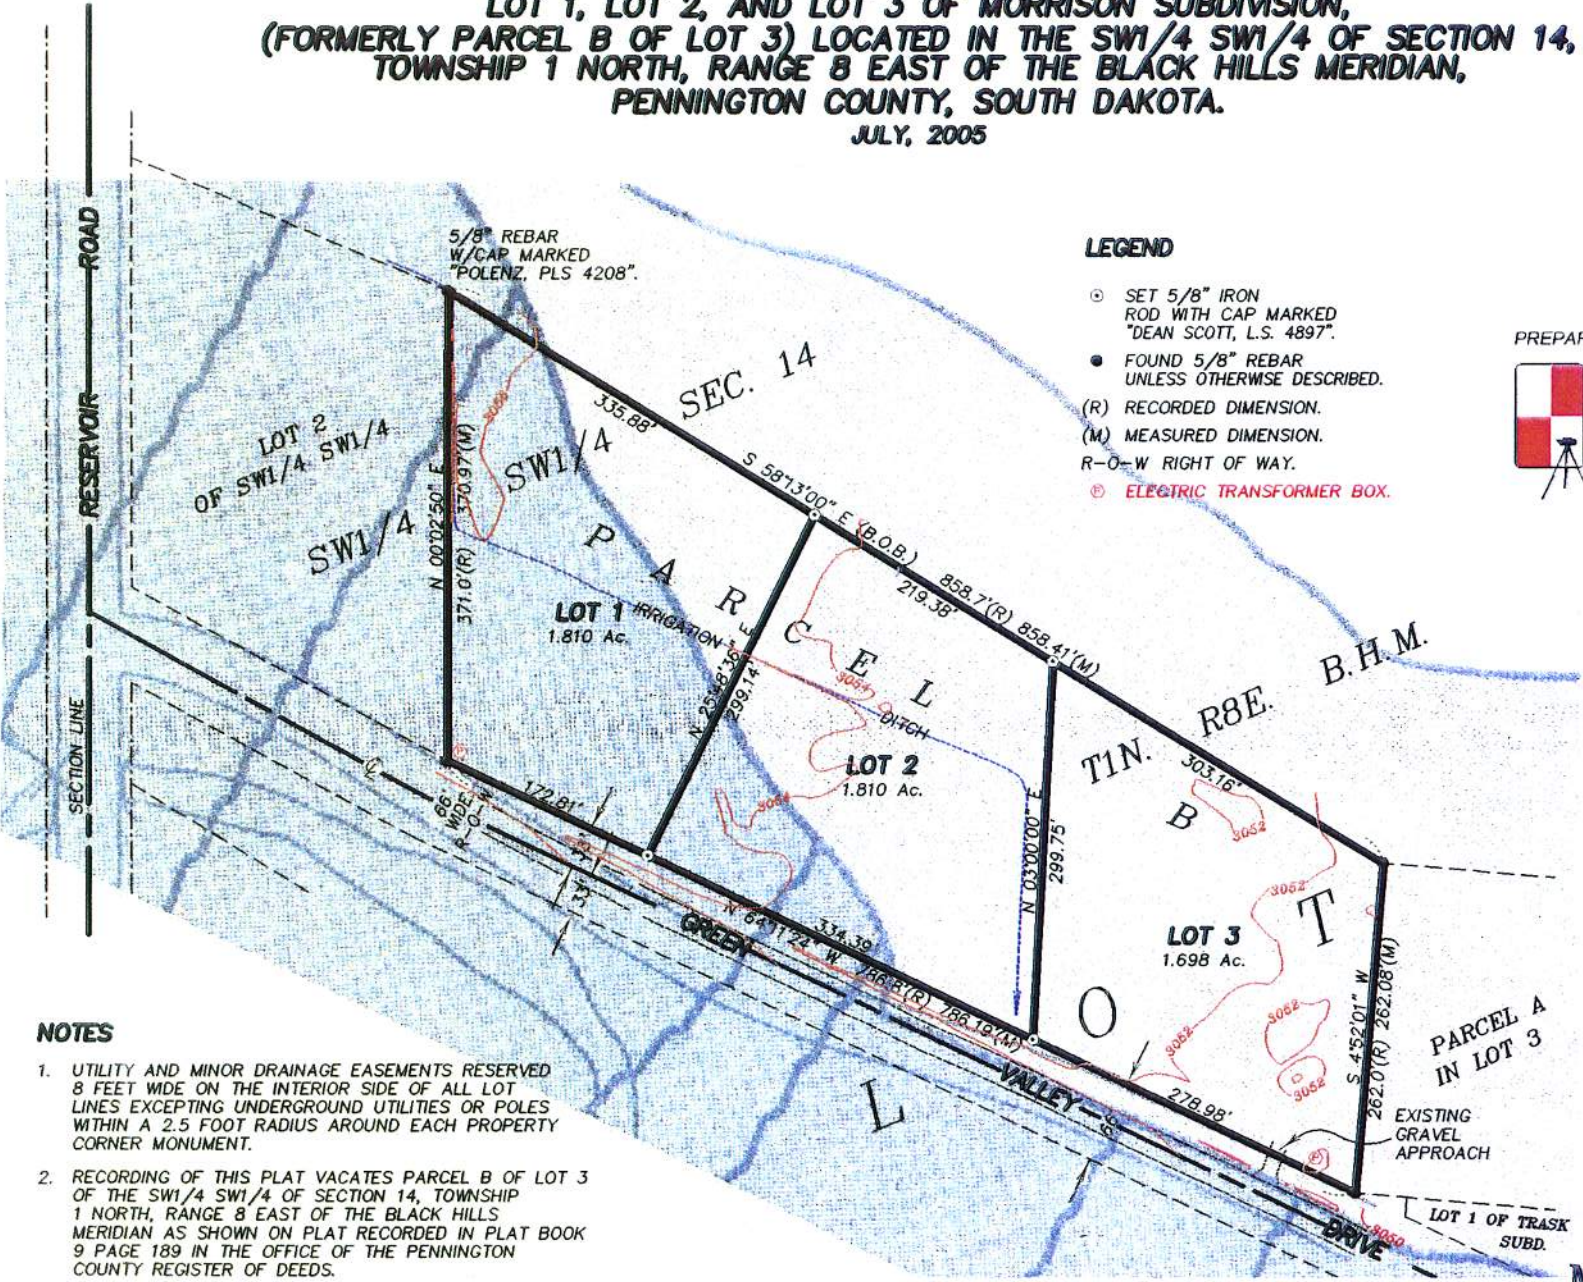 LOT 1, LOT 2, AND LOT 3 OF MORRISON SUBDIVISION,
(FORMERLY PARCEL B OF LOT 3) LOCATED IN THE SW1/4 SW1/4 OF SECTION 14,
TOWNSHIP 1 NORTH, RANGE 8 EAST OF THE BLACK HILLS MERIDIAN,
PENNINGTON COUNTY, SOUTH DAKOTA.
JULY, 2005
RESERVOIR ROAD
SECTION LINE
5/8" REBAR
W/CAP MARKED
"POLENZ, PLS 4208".
LEGEND
SET 5/8" IRON
ROD WITH CAP MARKED
"DEAN SCOTT, L.S. 4897".
FOUND 5/8" REBAR
UNLESS OTHERWISE DESCRIBED.
(R) RECORDED DIMENSION.
(M) MEASURED DIMENSION.
R-O-W RIGHT OF WAY.
ELECTRIC TRANSFORMER BOX.
PREPAR
LOT 2
OF SW1/4 SW1/4
SW1/4
SW1/4
SEC. 14
T1N.
R8E.
B.H.M.
N 00°02'50" E
371.0'(R) 370.97'(M)
335.88'
S 58°13'00" E (B.O.B.)
858.7'(R) 858.41'(M)
219.38'
303.16'
PARCEL
B
LOT 1
1.810 Ac.
IRRIGATION
DITCH
N 25°48'36" E
299.14'
3054
LOT 2
1.810 Ac.
3054
N 03°00'00" E
299.75'
3052
3052
LOT 3
1.698 Ac.
3052
3052
3052
S 4°52'01" W
262.0'(R) 262.08'(M)
PARCEL A
IN LOT 3
EXISTING
GRAVEL
APPROACH
L O T
172.81'
66'
WIDE
R-O-W
33'
33'
N 64°11'24" W
334.39
786.8'(R) 786.19'(M)
278.98'
66'
GREEN VALLEY DRIVE
3050
LOT 1 OF TRASK
SUBD.
NOTES
1. UTILITY AND MINOR DRAINAGE EASEMENTS RESERVED
8 FEET WIDE ON THE INTERIOR SIDE OF ALL LOT
LINES EXCEPTING UNDERGROUND UTILITIES OR POLES
WITHIN A 2.5 FOOT RADIUS AROUND EACH PROPERTY
CORNER MONUMENT.
2. RECORDING OF THIS PLAT VACATES PARCEL B OF LOT 3
OF THE SW1/4 SW1/4 OF SECTION 14, TOWNSHIP
1 NORTH, RANGE 8 EAST OF THE BLACK HILLS
MERIDIAN AS SHOWN ON PLAT RECORDED IN PLAT BOOK
9 PAGE 189 IN THE OFFICE OF THE PENNINGTON
COUNTY REGISTER OF DEEDS.